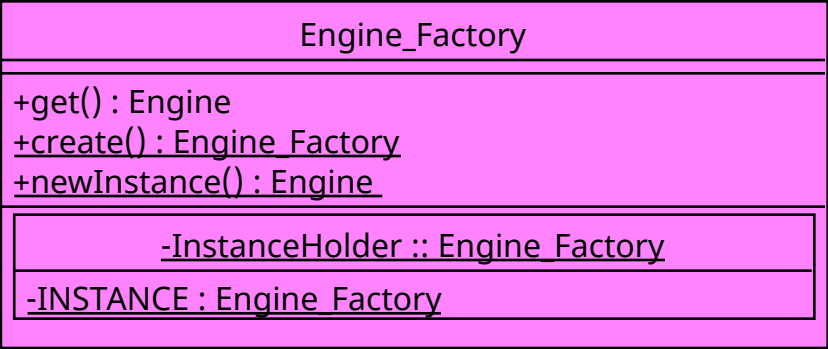 Engine_Factory
+get() : Engine
+create() : Engine_Factory
+newInstance() : Engine
-InstanceHolder :: Engine_Factory
-INSTANCE : Engine_Factory